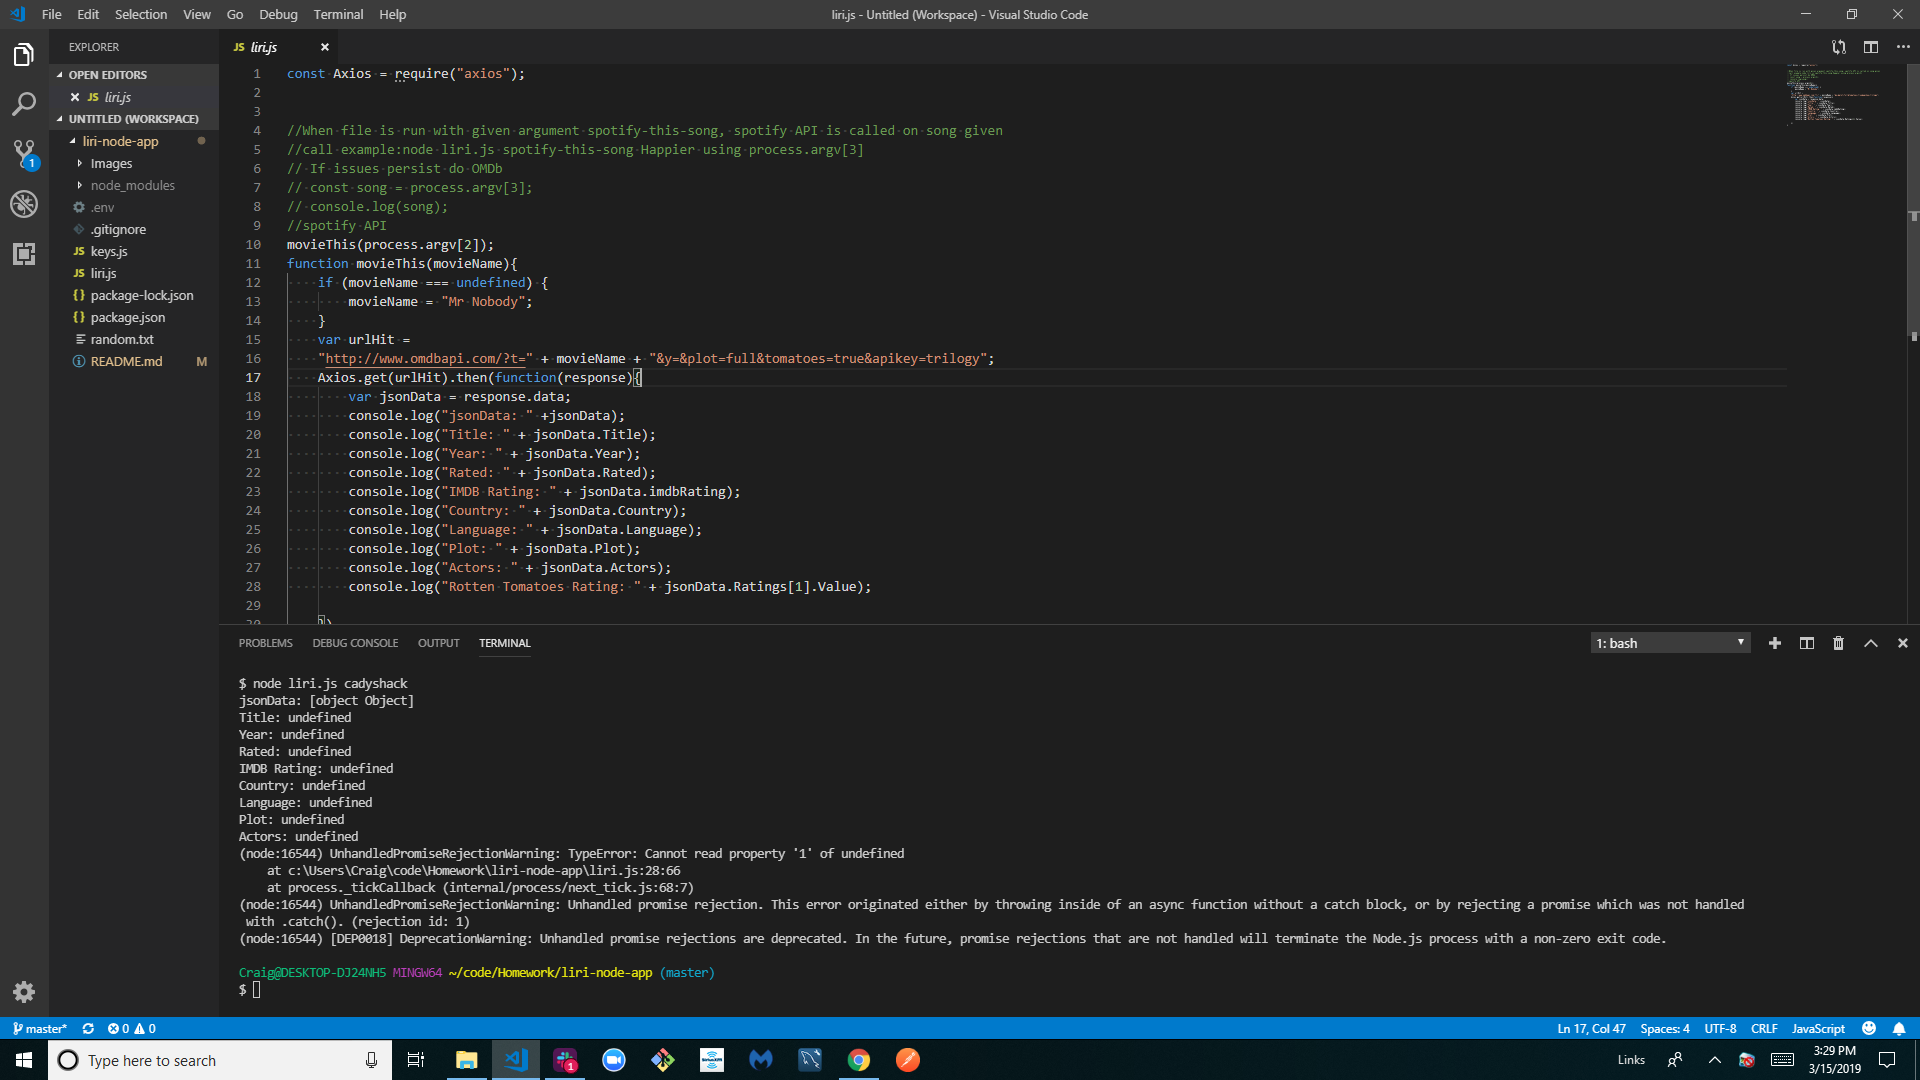 File Edit Selection View Go Debug Terminal Help
liri.js - Untitled (Workspace) - Visual Studio Code
EXPLORER
OPEN EDITORS
JS liri.js
UNTITLED (WORKSPACE)
liri-node-app
Images
node_modules
.env
.gitignore
JS keys.js
JS liri.js
{} package-lock.json
{} package.json
random.txt
README.md M
1
JS liri.js
1 const Axios = require("axios");
2
3
4 //When file is run with given argument spotify-this-song, spotify API is called on song given
5 //call example:node liri.js spotify-this-song Happier using process.argv[3]
6 // If issues persist do OMDb
7 // const song = process.argv[3];
8 // console.log(song);
9 //spotify API
10 movieThis(process.argv[2]);
11 function movieThis(movieName){
12 if (movieName === undefined) {
13 movieName = "Mr Nobody";
14 }
15 var urlHit =
16 "http://www.omdbapi.com/?t=" + movieName + "&y=&plot=full&tomatoes=true&apikey=trilogy";
17 Axios.get(urlHit).then(function(response){
18 var jsonData = response.data;
19 console.log("jsonData: " +jsonData);
20 console.log("Title: " + jsonData.Title);
21 console.log("Year: " + jsonData.Year);
22 console.log("Rated: " + jsonData.Rated);
23 console.log("IMDB Rating: " + jsonData.imdbRating);
24 console.log("Country: " + jsonData.Country);
25 console.log("Language: " + jsonData.Language);
26 console.log("Plot: " + jsonData.Plot);
27 console.log("Actors: " + jsonData.Actors);
28 console.log("Rotten Tomatoes Rating: " + jsonData.Ratings[1].Value);
29
PROBLEMS DEBUG CONSOLE OUTPUT TERMINAL
1: bash
$ node liri.js cadyshack
jsonData: [object Object]
Title: undefined
Year: undefined
Rated: undefined
IMDB Rating: undefined
Country: undefined
Language: undefined
Plot: undefined
Actors: undefined
(node:16544) UnhandledPromiseRejectionWarning: TypeError: Cannot read property '1' of undefined
at c:\Users\Craig\code\Homework\liri-node-app\liri.js:28:66
at process._tickCallback (internal/process/next_tick.js:68:7)
(node:16544) UnhandledPromiseRejectionWarning: Unhandled promise rejection. This error originated either by throwing inside of an async function without a catch block, or by rejecting a promise which was not handled
with .catch(). (rejection id: 1)
(node:16544) [DEP0018] DeprecationWarning: Unhandled promise rejections are deprecated. In the future, promise rejections that are not handled will terminate the Node.js process with a non-zero exit code.
Craig@DESKTOP-DJ24NH5 MINGW64 ~/code/Homework/liri-node-app (master)
$
master* 0 0
Ln 17, Col 47 Spaces: 4 UTF-8 CRLF JavaScript
Type here to search
1
Links
3:29 PM
3/15/2019